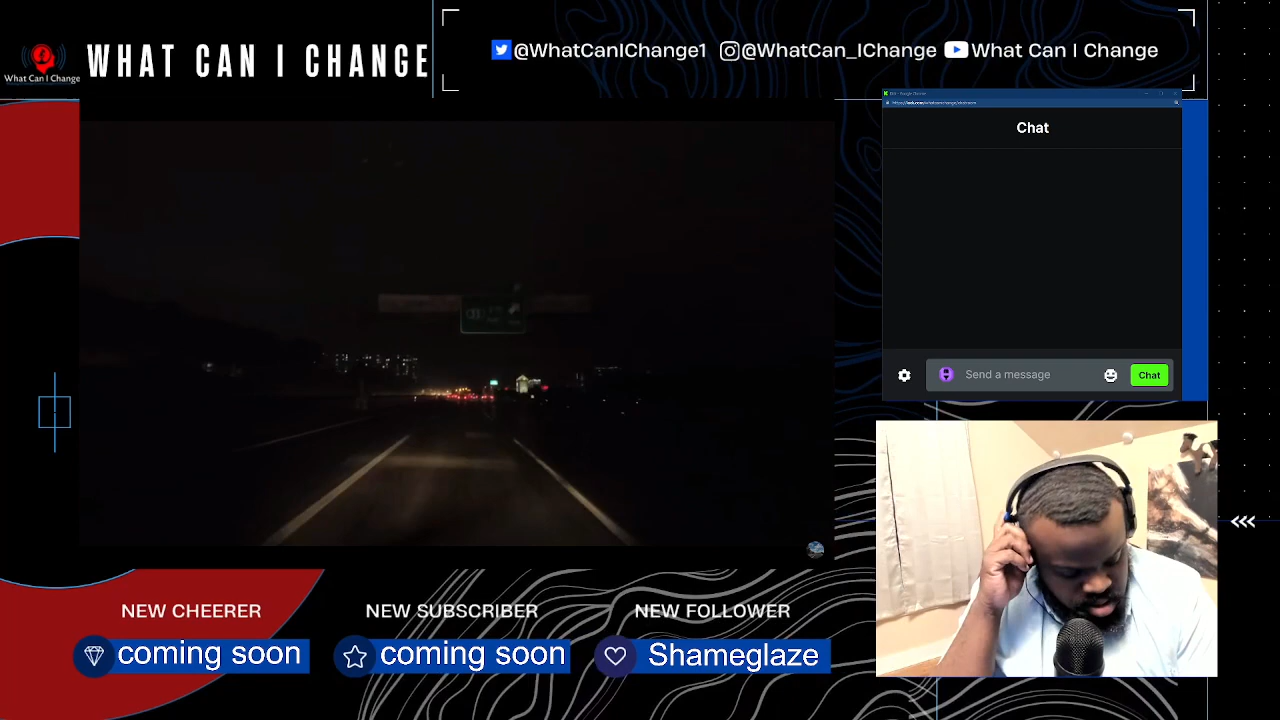 WHAT CAN I CHANGE
What Can I Change
@WhatCanIChange1
@WhatCan_IChange
What Can I Change
Chat
Send a message
Chat
NEW CHEERER
NEW SUBSCRIBER
NEW FOLLOWER
coming soon
coming soon
Shameglaze